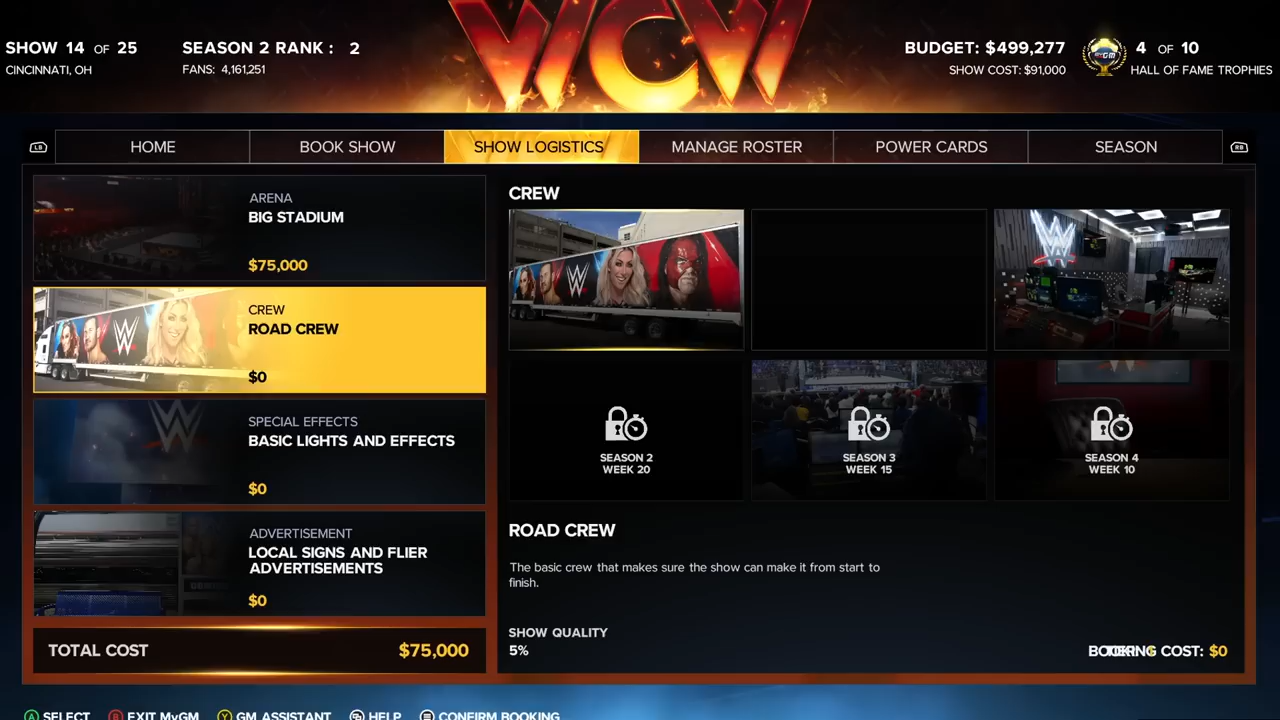 WCW
SHOW 14 OF 25
CINCINNATI, OH
SEASON 2 RANK : 2
FANS: 4,161,251
BUDGET: $499,277
SHOW COST: $91,000
4 OF 10
HALL OF FAME TROPHIES
LB
HOME
BOOK SHOW
SHOW LOGISTICS
MANAGE ROSTER
POWER CARDS
SEASON
RB
ARENA
BIG STADIUM
$75,000
CREW
ROAD CREW
$0
SPECIAL EFFECTS
BASIC LIGHTS AND EFFECTS
$0
ADVERTISEMENT
LOCAL SIGNS AND FLIER
ADVERTISEMENTS
$0
TOTAL COST $75,000
CREW
SEASON 2
WEEK 20
SEASON 3
WEEK 15
SEASON 4
WEEK 10
ROAD CREW
The basic crew that makes sure the show can make it from start to
finish.
SHOW QUALITY
5%
COST: $0
A SELECT B EXIT MyGM Y GM ASSISTANT HELP CONFIRM BOOKING